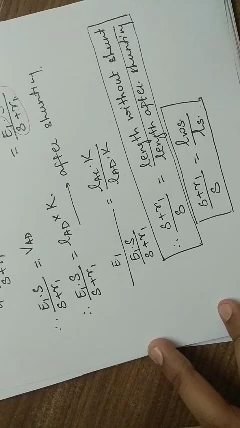 = E₁.S / S+r₁
∴ E₁.S / S+r₁ = V_AD
∴ E₁.S / S+r₁ = l_AD × K. → after shunting.
E₁ / (E₁.S / S+r₁) = l_AC.K / l_AD.K
∴ S+r₁ / S = length without shunt / length after shunting
S+r₁ / S = l_os / l_s.